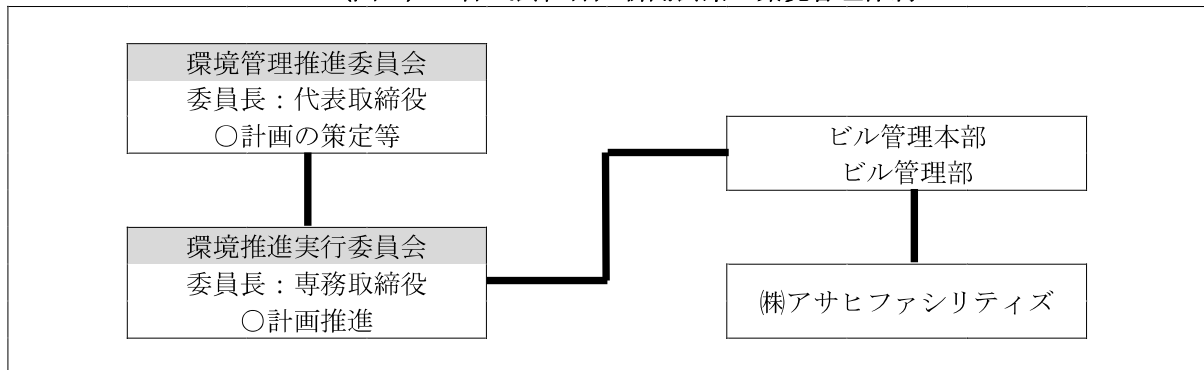 環境管理推進委員会
委員長：代表取締役
○計画の策定等
環境推進実行委員会
委員長：専務取締役
○計画推進
ビル管理本部
ビル管理部
㈱アサヒファシリティズ